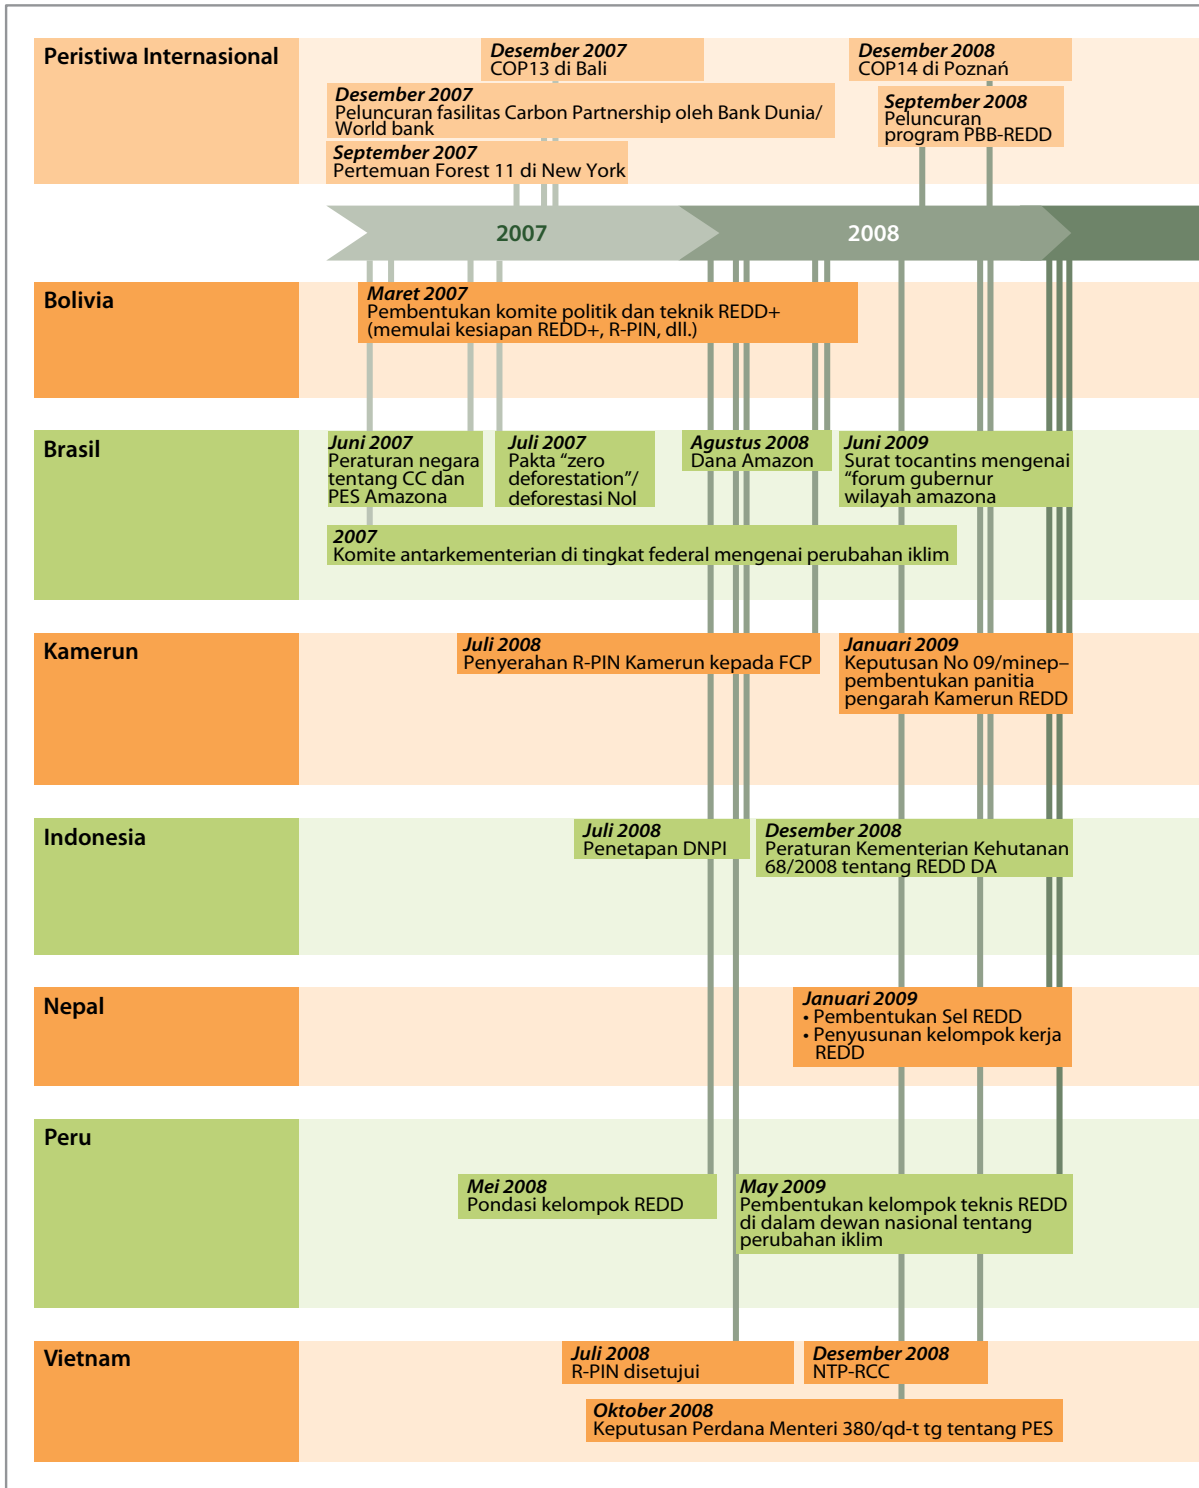 Peristiwa Internasional
Desember 2007
COP13 di Bali
Desember 2008
COP14 di Poznań
Desember 2007
Peluncuran fasilitas Carbon Partnership oleh Bank Dunia/
World bank
September 2008
Peluncuran
program PBB-REDD
September 2007
Pertemuan Forest 11 di New York
2007
2008
Bolivia
Maret 2007
Pembentukan komite politik dan teknik REDD+
(memulai kesiapan REDD+, R-PIN, dll.)
Brasil
Juni 2007
Peraturan negara
tentang CC dan
PES Amazona
Juli 2007
Pakta “zero
deforestation”/
deforestasi Nol
Agustus 2008
Dana Amazon
Juni 2009
Surat tocantins mengenai
“forum gubernur
wilayah amazona
2007
Komite antarkementerian di tingkat federal mengenai perubahan iklim
Kamerun
Juli 2008
Penyerahan R-PIN Kamerun kepada FCP
Januari 2009
Keputusan No 09/minep–
pembentukan panitia
pengarah Kamerun REDD
Indonesia
Juli 2008
Penetapan DNPI
Desember 2008
Peraturan Kementerian Kehutanan
68/2008 tentang REDD DA
Nepal
Januari 2009
• Pembentukan Sel REDD
• Penyusunan kelompok kerja
REDD
Peru
Mei 2008
Pondasi kelompok REDD
May 2009
Pembentukan kelompok teknis REDD
di dalam dewan nasional tentang
perubahan iklim
Vietnam
Juli 2008
R-PIN disetujui
Desember 2008
NTP-RCC
Oktober 2008
Keputusan Perdana Menteri 380/qd-t tg tentang PES